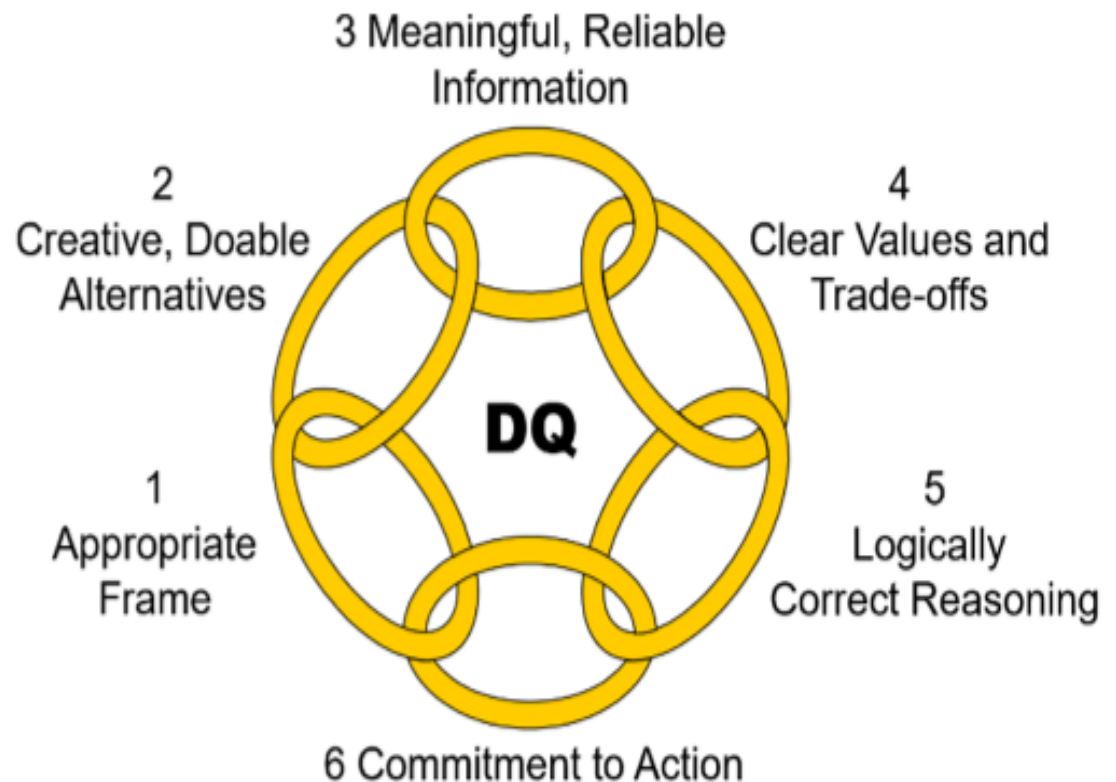 3 Meaningful, Reliable
Information
2
Creative, Doable
Alternatives
4
Clear Values and
Trade-offs
DQ
1
Appropriate
Frame
5
Logically
Correct Reasoning
6 Commitment to Action